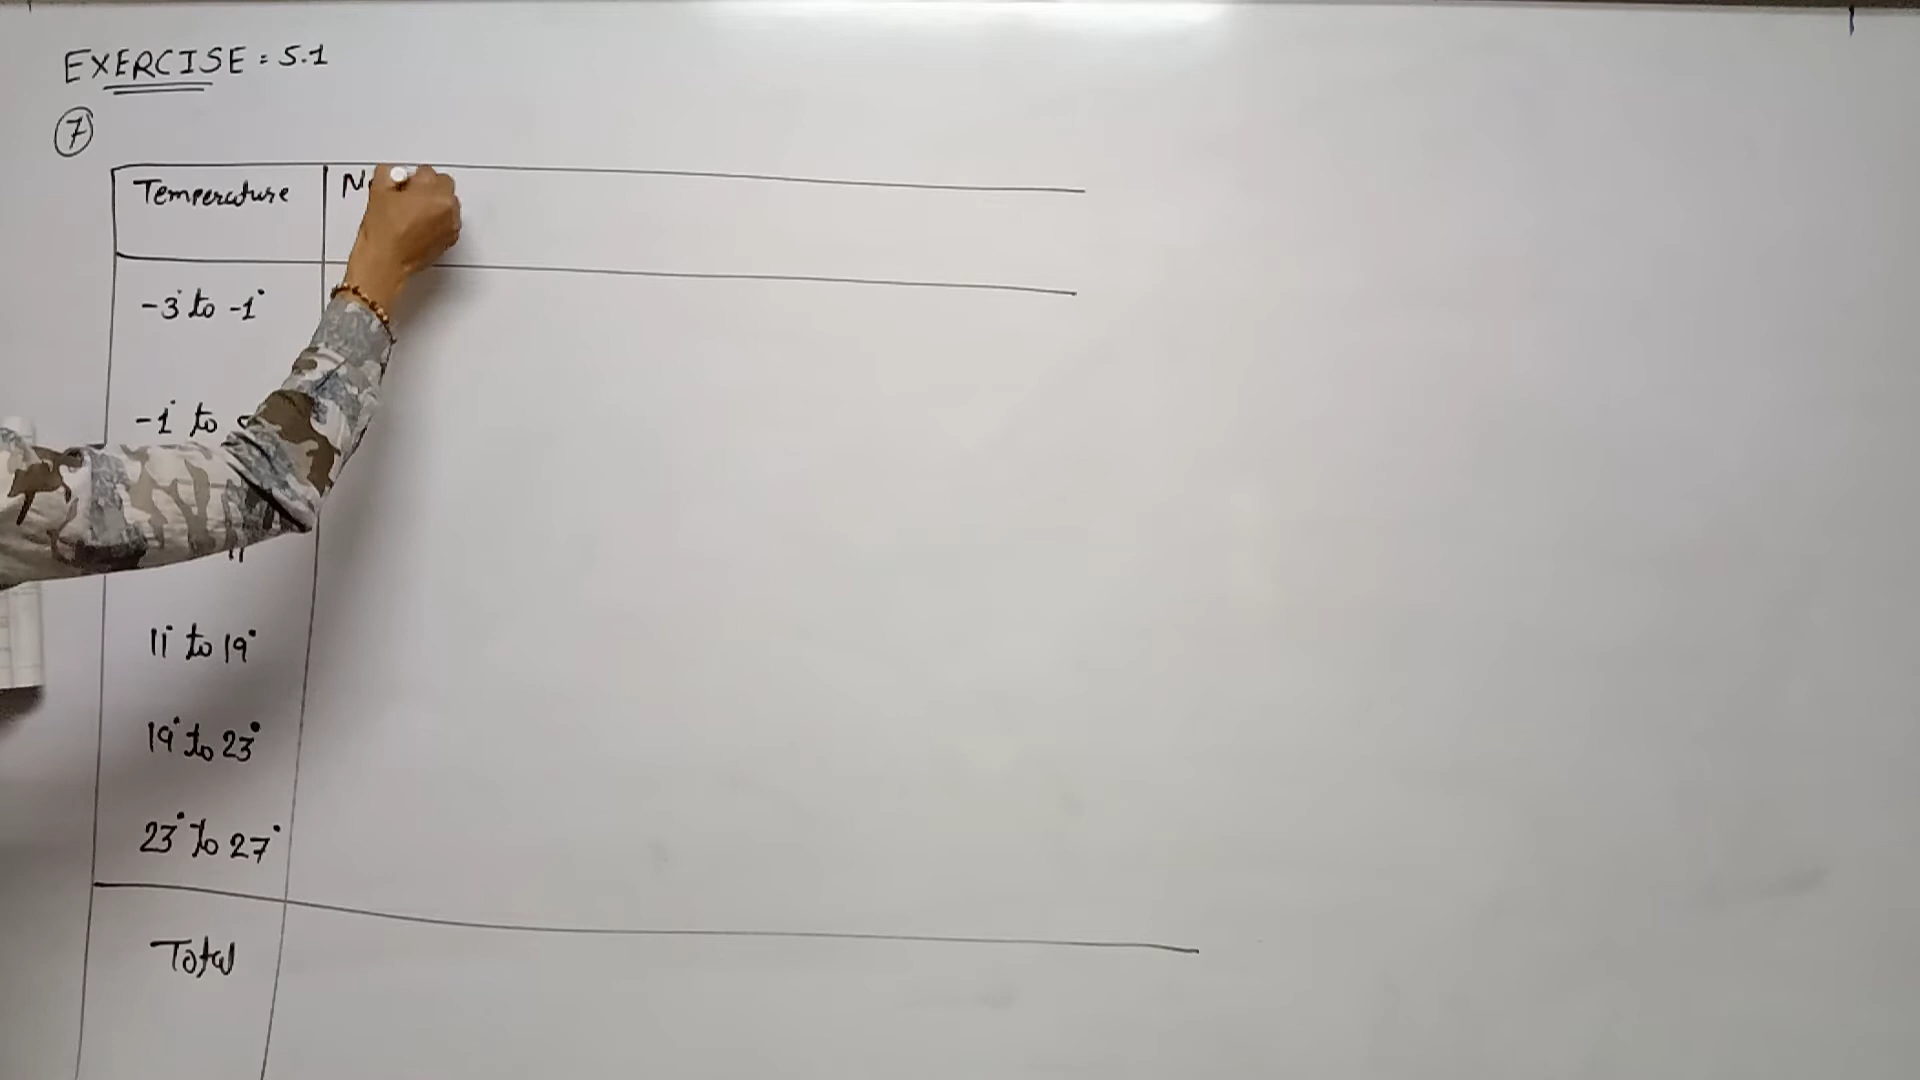 EXERCISE = 5.1
7
Temperature
-3° to -1°
-1° to
11
11° to 19°
19° to 23°
23° to 27°
Total